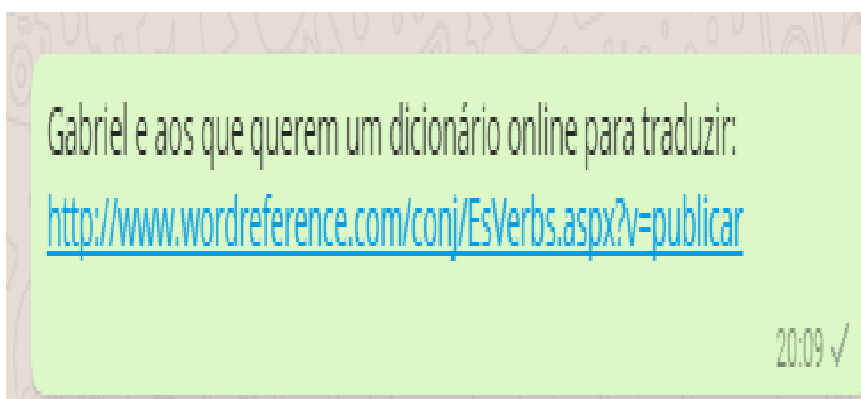 Gabriel e aos que querem um dicionário online para traduzir:
http://www.wordreference.com/conj/EsVerbs.aspx?v=publicar
20:09